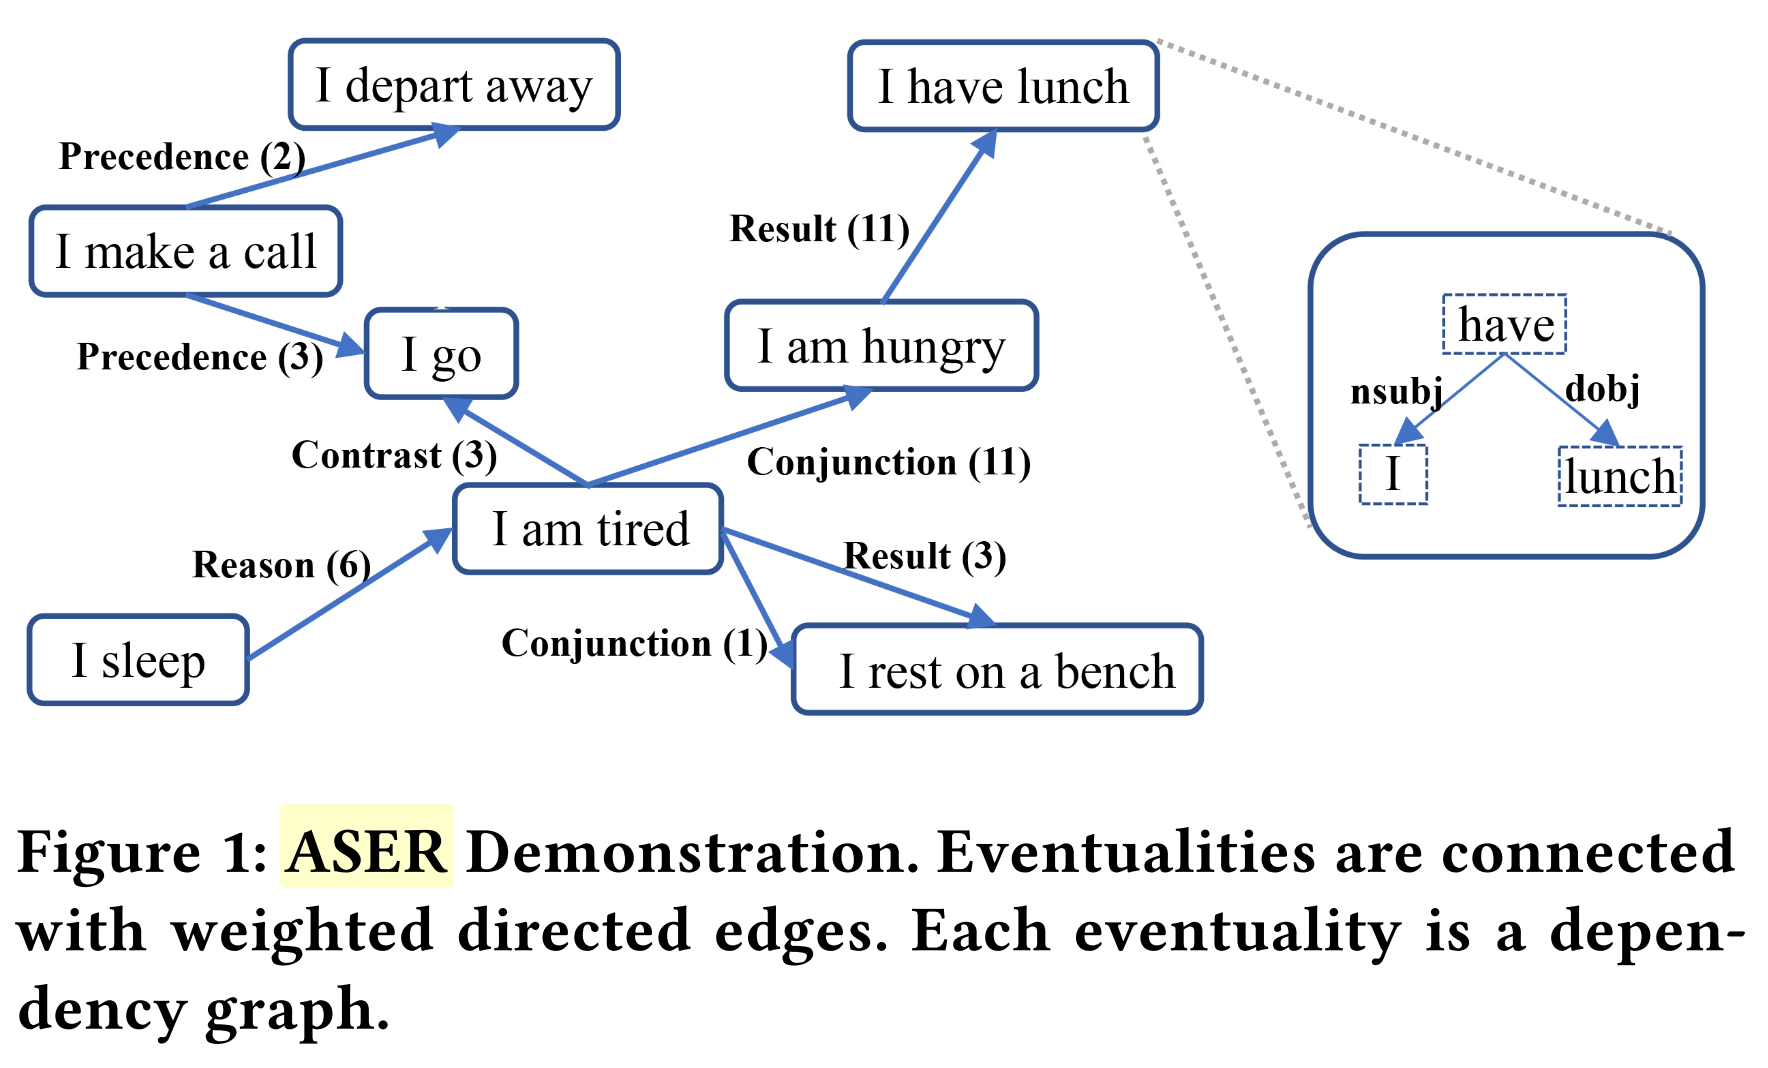 I depart away
I have lunch
Precedence (2)
I make a call
Result (11)
have
nsubj
dobj
I
lunch
Precedence (3)
I go
I am hungry
Contrast (3)
Conjunction (11)
I am tired
Reason (6)
Result (3)
I sleep
Conjunction (1)
I rest on a bench
Figure 1: ASER Demonstration. Eventualities are connected
with weighted directed edges. Each eventuality is a depen-
dency graph.